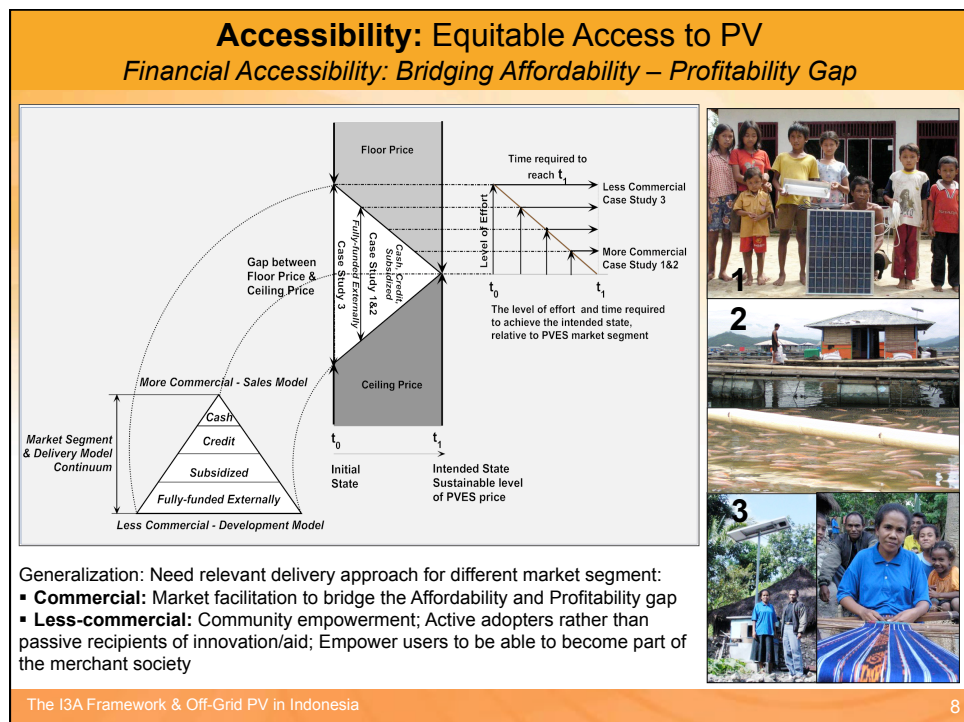 Accessibility: Equitable Access to PV
Financial Accessibility: Bridging Affordability – Profitability Gap
Floor Price
Time required to
reach t1
Less Commercial
Case Study 3
Level of Effort
More Commercial
Case Study 1&2
t0
t1
The level of effort and time required
to achieve the intended state,
relative to PVES market segment
Gap between
Floor Price &
Ceiling Price
Case Study 3
Fully-funded Externally
Case Study 1&2
Cash, Credit,
Subsidized
Ceiling Price
t0
t1
Initial
State
Intended State
Sustainable level
of PVES price
More Commercial - Sales Model
Market Segment
& Delivery Model
Continuum
Cash
Credit
Subsidized
Fully-funded Externally
Less Commercial - Development Model
1
2
3
Generalization: Need relevant delivery approach for different market segment:
▪ Commercial: Market facilitation to bridge the Affordability and Profitability gap
▪ Less-commercial: Community empowerment; Active adopters rather than
passive recipients of innovation/aid; Empower users to be able to become part of
the merchant society
The I3A Framework & Off-Grid PV in Indonesia
8